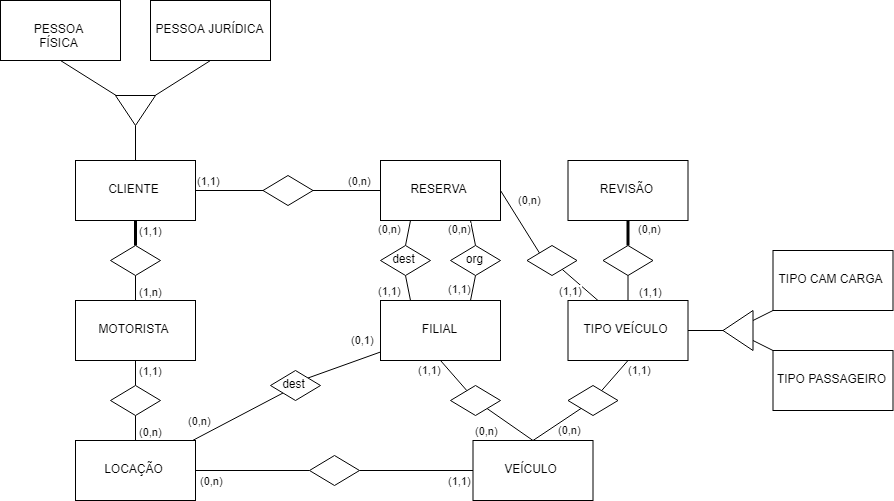 PESSOA
FÍSICA
PESSOA JURÍDICA
CLIENTE
(1,1)
(0,n)
RESERVA
(0,n)
REVISÃO
(1,1)
(0,n)
(0,n)
(0,n)
dest
org
TIPO CAM CARGA
(1,n)
(1,1)
(1,1)
(1,1)
(1,1)
MOTORISTA
FILIAL
TIPO VEÍCULO
(0,1)
(1,1)
(1,1)
(1,1)
TIPO PASSAGEIRO
dest
(0,n)
(0,n)
(0,n)
(0,n)
LOCAÇÃO
VEÍCULO
(0,n)
(1,1)